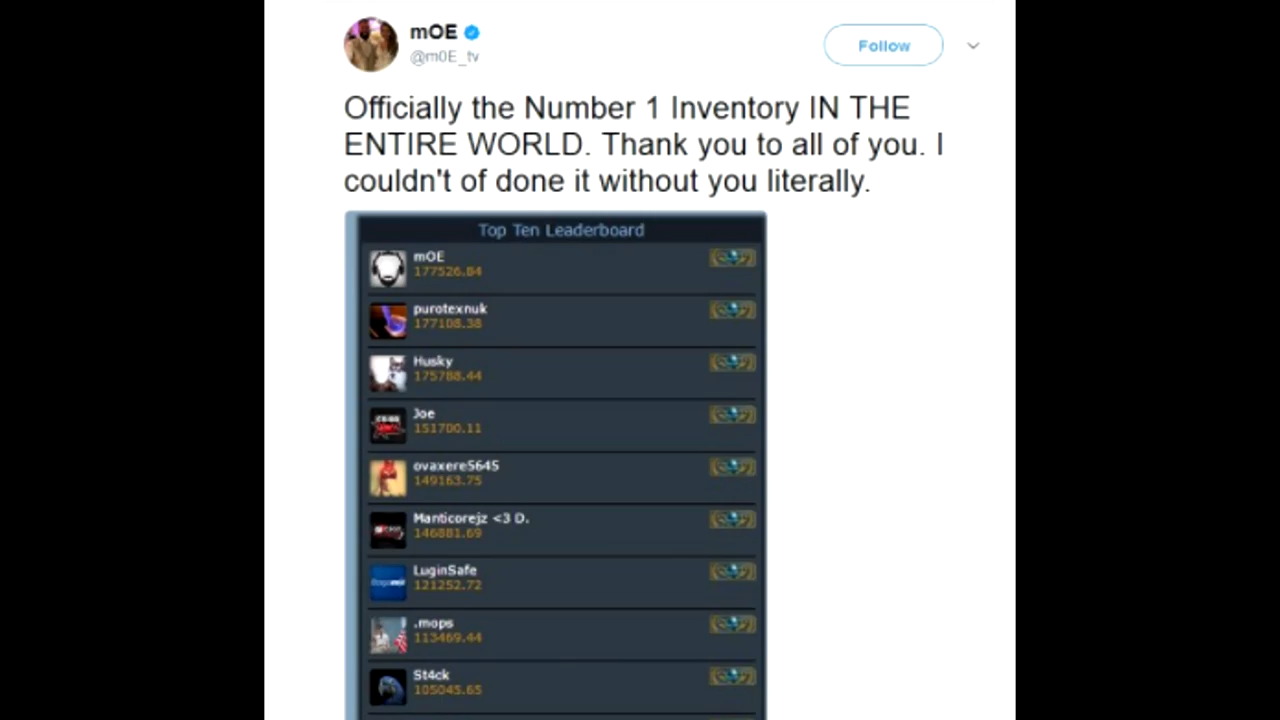 mOE
@m0E_tv
Follow
Officially the Number 1 Inventory IN THE
ENTIRE WORLD. Thank you to all of you. I
couldn't of done it without you literally.
Top Ten Leaderboard
mOE
177526.84
purotexnuk
177108.38
Husky
175788.44
Joe
151700.11
ovaxere5645
149163.75
Manticorejz <3 D.
146881.69
LuginSafe
121252.72
.mops
113469.44
St4ck
105045.65